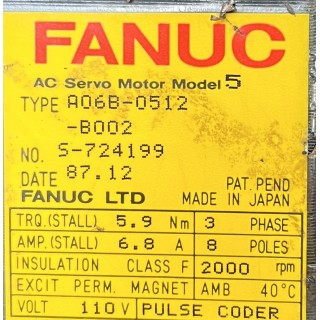 FANUC
AC Servo Motor Model 5
TYPE A06B-0512
-B002
NO. S-724199
DATE 87.12
PAT. PEND
FANUC LTD MADE IN JAPAN
TRQ.(STALL) 5.9 Nm 3 PHASE
AMP.(STALL) 6.8 A 8 POLES
INSULATION CLASS F 2000 rpm
EXCIT PERM. MAGNET AMB 40°C
VOLT 110V PULSE CODER